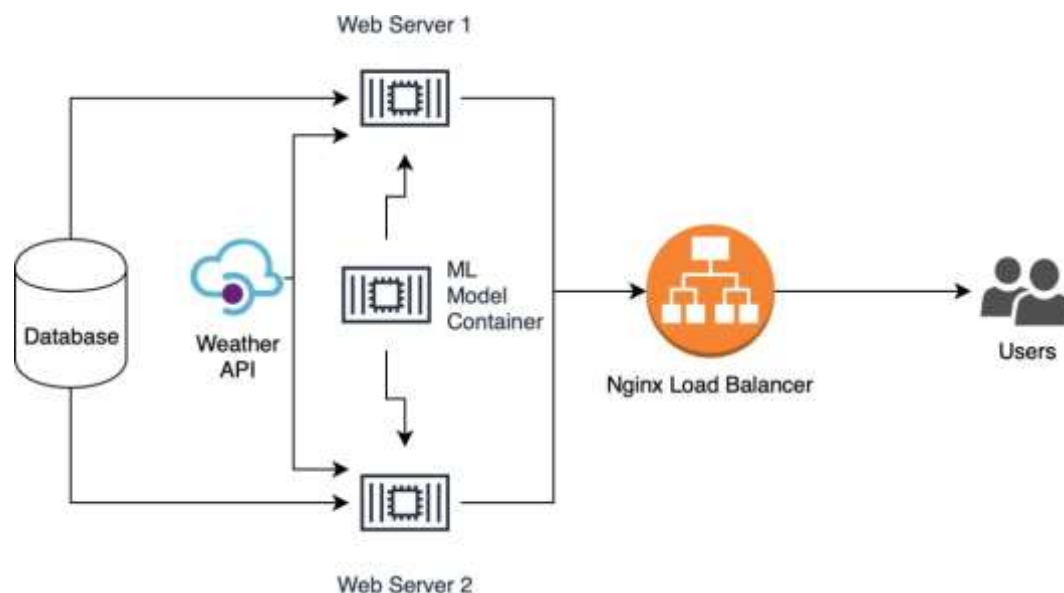 Web Server 1
Database
Weather
API
ML
Model
Container
Nginx Load Balancer
Users
Web Server 2